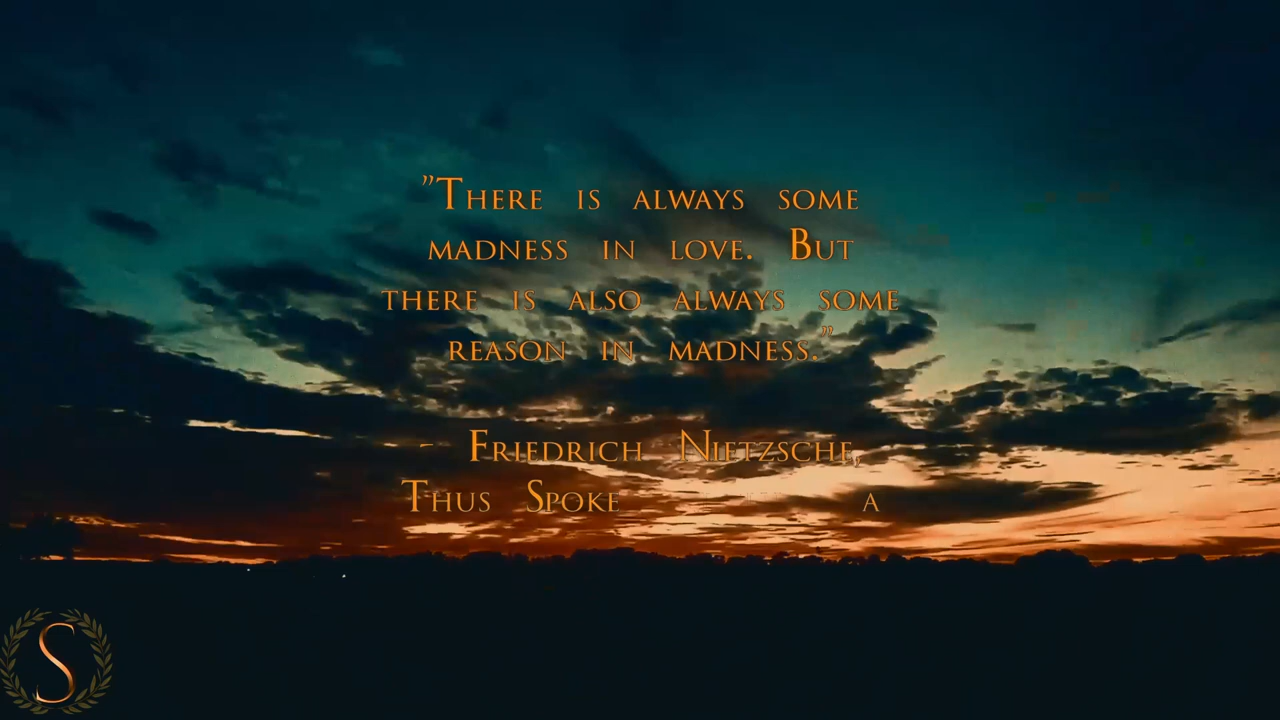 "There is always some
madness in love. But
there is also always some
reason in madness."
- Friedrich Nietzsche,
Thus Spoke a
S